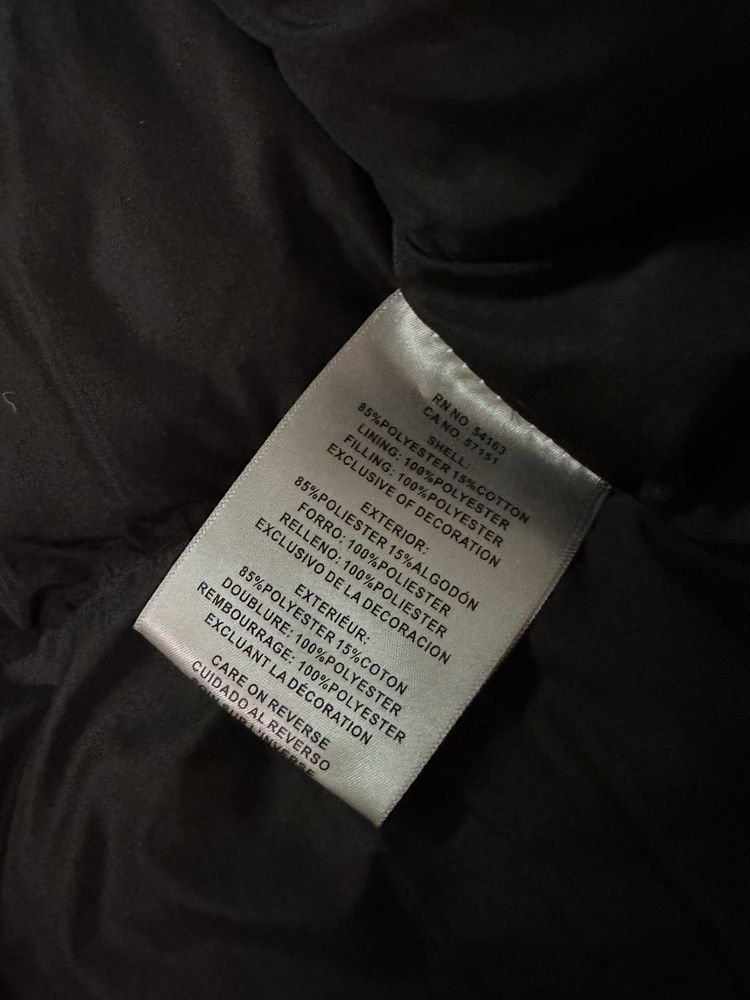 RN NO. 54163
CA NO. 57151
SHELL:
85%POLYESTER 15%COTTON
LINING: 100%POLYESTER
FILLING: 100%POLYESTER
EXCLUSIVE OF DECORATION
EXTERIOR:
85%POLIESTER 15%ALGODÓN
FORRO: 100%POLIESTER
RELLENO: 100%POLIESTER
EXCLUSIVO DE LA DECORACION
EXTERIÉUR:
85%POLYESTER 15%COTON
DOUBLURE: 100%POLYESTER
REMBOURRAGE: 100%POLYESTER
EXCLUANT LA DÉCORATION
CARE ON REVERSE
CUIDADO AL REVERSO